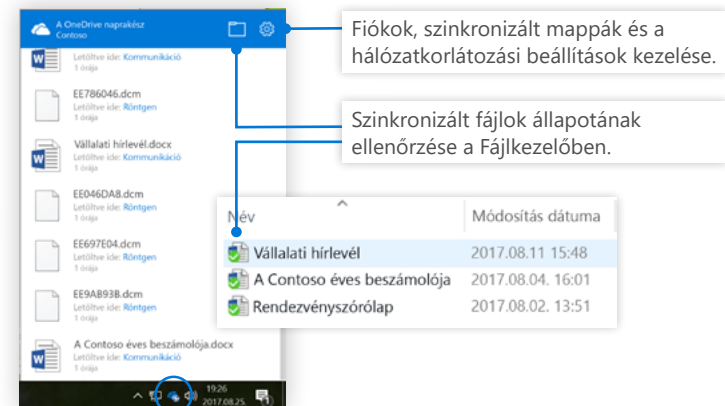 A OneDrive naprakész
Contoso
Letöltve ide: Kommunikáció
1 órája
EE786046.dcm
Letöltve ide: Röntgen
1 órája
Vállalati hírlevél.docx
Letöltve ide: Kommunikáció
1 órája
EE046DA8.dcm
Letöltve ide: Röntgen
1 órája
EE697E04.dcm
Letöltve ide: Röntgen
1 órája
EE9AB93B.dcm
Letöltve ide: Röntgen
1 órája
A Contoso éves beszámolója.docx
Letöltve ide: Kommunikáció
1 órája
19:26
2017.08.25.
Fiókok, szinkronizált mappák és a
hálózatkorlátozási beállítások kezelése.
Szinkronizált fájlok állapotának
ellenőrzése a Fájlkezelőben.
Név Módosítás dátuma
Vállalati hírlevél 2017.08.11 15:48
A Contoso éves beszámolója 2017.08.04. 16:01
Rendezvényszórólap 2017.08.02. 13:51